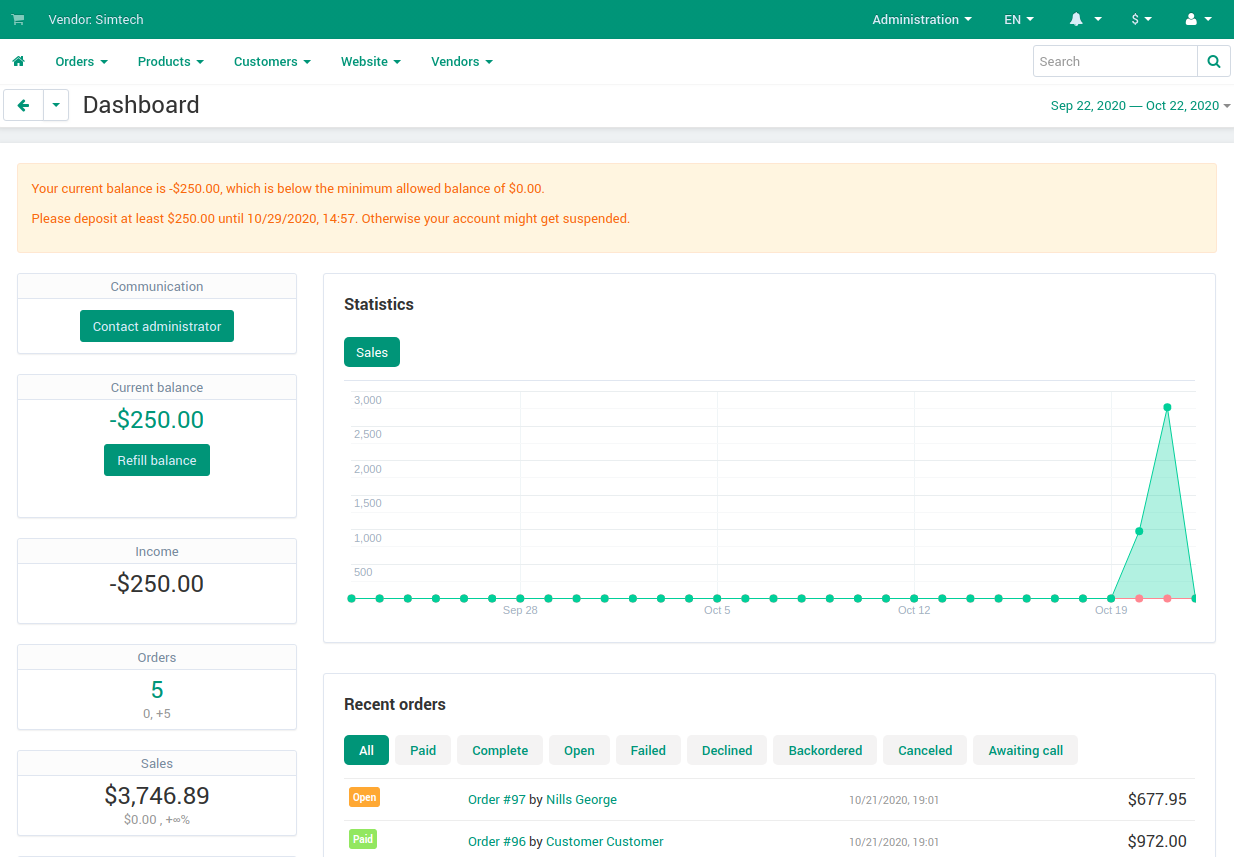 Vendor: Simtech
Administration
EN
$
Orders
Products
Customers
Website
Vendors
Search
Dashboard
Sep 22, 2020 — Oct 22, 2020
Your current balance is -$250.00, which is below the minimum allowed balance of $0.00.
Please deposit at least $250.00 until 10/29/2020, 14:57. Otherwise your account might get suspended.
Communication
Contact administrator
Current balance
-$250.00
Refill balance
Income
-$250.00
Orders
5
0, +5
Sales
$3,746.89
$0.00 , +∞%
Statistics
Sales
3,000
2,500
2,000
1,500
1,000
500
Sep 28
Oct 5
Oct 12
Oct 19
Recent orders
All
Paid
Complete
Open
Failed
Declined
Backordered
Canceled
Awaiting call
Open
Order #97 by Nills George
10/21/2020, 19:01
$677.95
Paid
Order #96 by Customer Customer
10/21/2020, 19:01
$972.00